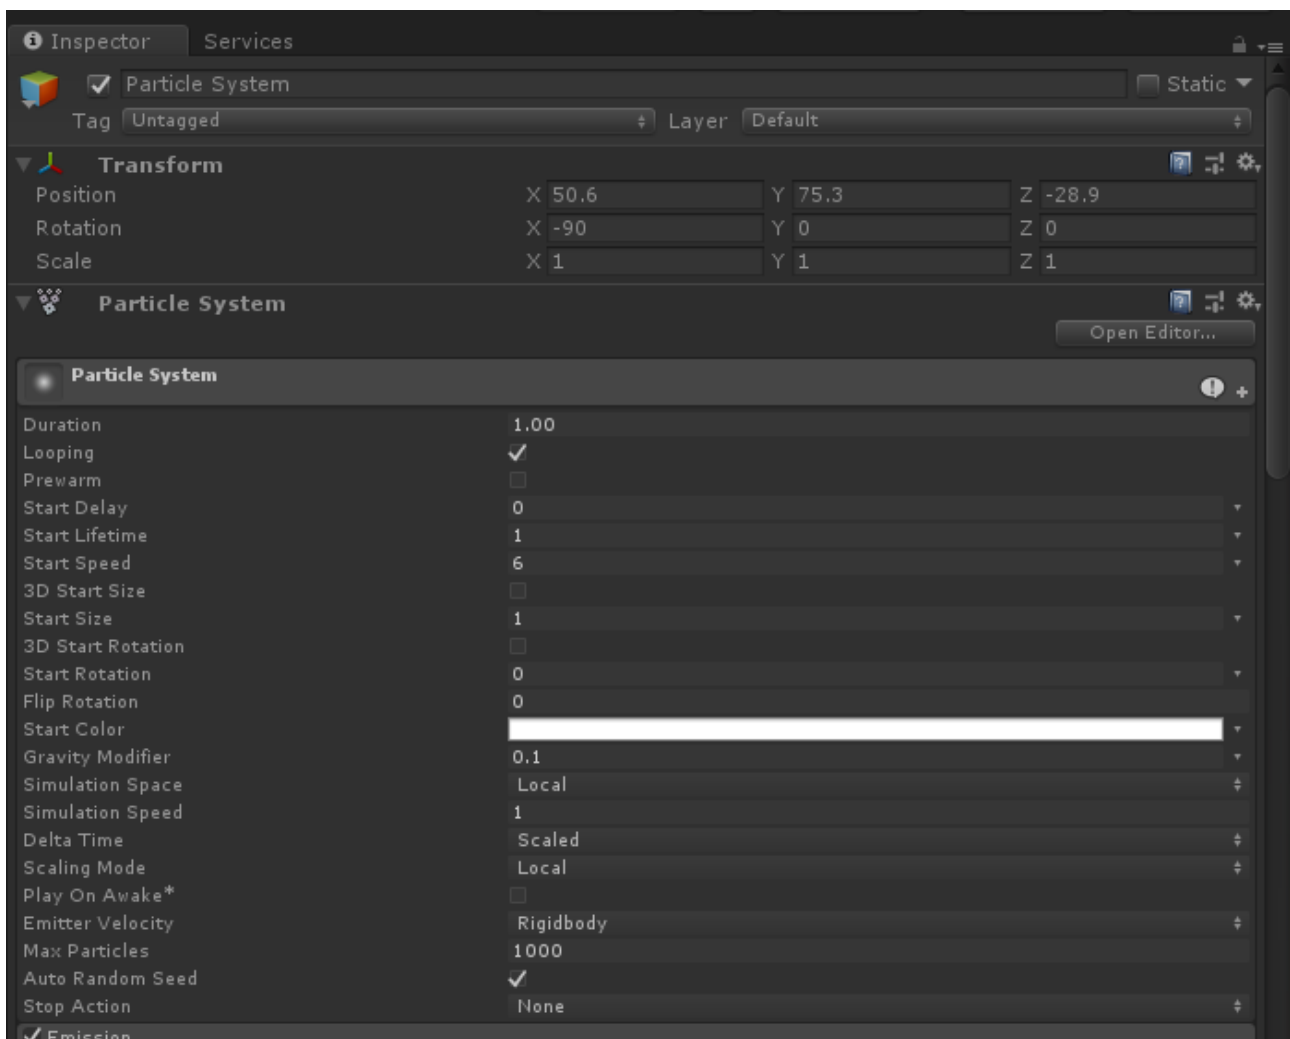 Inspector Services
Particle System Static
Tag Untagged Layer Default
Transform
Position X 50.6 Y 75.3 Z -28.9
Rotation X -90 Y 0 Z 0
Scale X 1 Y 1 Z 1
Particle System
Open Editor...
Particle System
Duration 1.00
Looping
Prewarm
Start Delay 0
Start Lifetime 1
Start Speed 6
3D Start Size
Start Size 1
3D Start Rotation
Start Rotation 0
Flip Rotation 0
Start Color
Gravity Modifier 0.1
Simulation Space Local
Simulation Speed 1
Delta Time Scaled
Scaling Mode Local
Play On Awake*
Emitter Velocity Rigidbody
Max Particles 1000
Auto Random Seed
Stop Action None
Emission